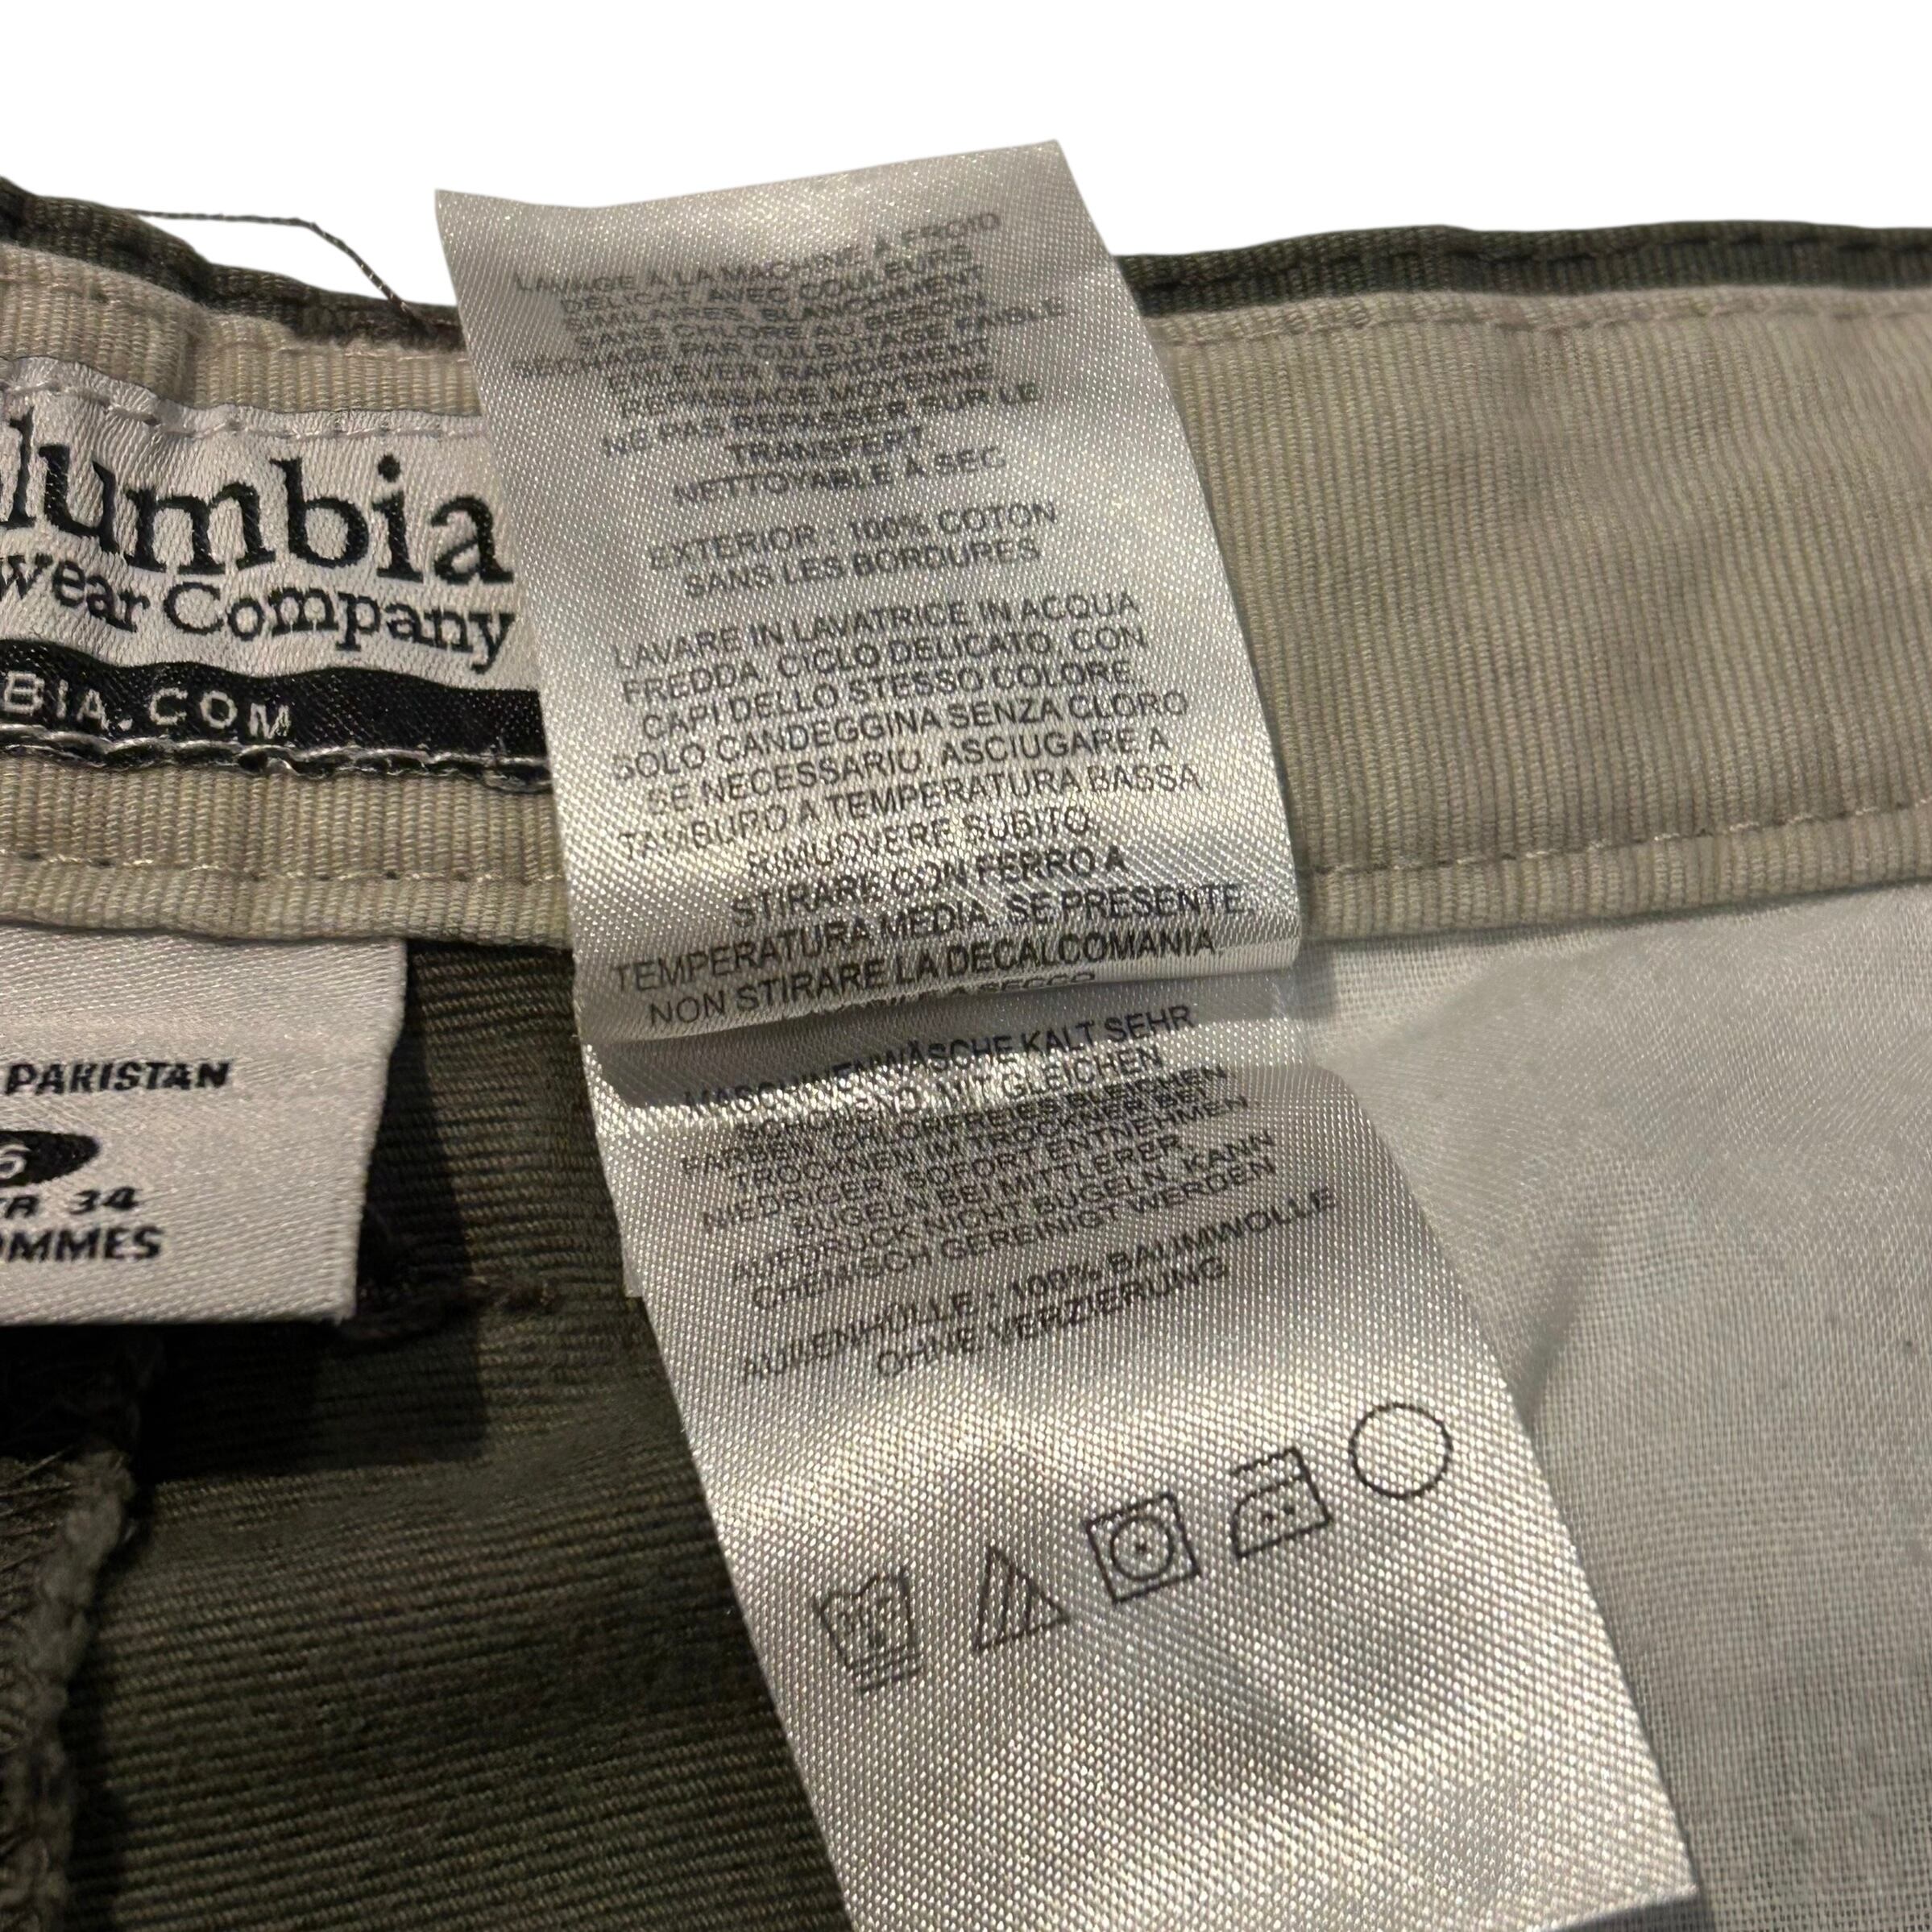 lumbia
wear Company
BIA.COM
PAKISTAN
6
R 34
OMMES
LAVAGE À LA MACHINE À FROID
DÉLICAT, AVEC COULEURS
SIMILAIRES, BLANCHIMENT
SANS CHLORE AU BESOIN
SÉCHAGE PAR CULBUTAGE FAIBLE
ENLEVER, RAPIDEMENT
REPASSAGE MOYENNE
NE PAS REPASSER SUR LE
TRANSFERT
NETTOYABLE À SEC
EXTERIOR : 100% COTON
SANS LES BORDURES
LAVARE IN LAVATRICE IN ACQUA
FREDDA, CICLO DELICATO, CON
CAPI DELLO STESSO COLORE,
SOLO CANDEGGINA SENZA CLORO
SE NECESSARIO, ASCIUGARE A
TAMBURO A TEMPERATURA BASSA
RIMUOVERE SUBITO,
STIRARE CON FERRO A
TEMPERATURA MEDIA, SE PRESENTE,
NON STIRARE LA DECALCOMANIA,
A SECCO
MASCHINENWÄSCHE KALT SEHR
SCHONEND, MIT GLEICHEN
FARBEN, CHLORFREIES BLEICHEN
TROCKNEN IM TROCKNER BEI
NIEDRIGER, SOFORT ENTNEHMEN
BUGELN BEI MITTLERER
AUFDRUCK NICHT BUGELN, KANN
CHEMISCH GEREINIGT WERDEN
AUßENHÜLLE : 100% BAUMWOLLE
OHNE VERZIERUNG